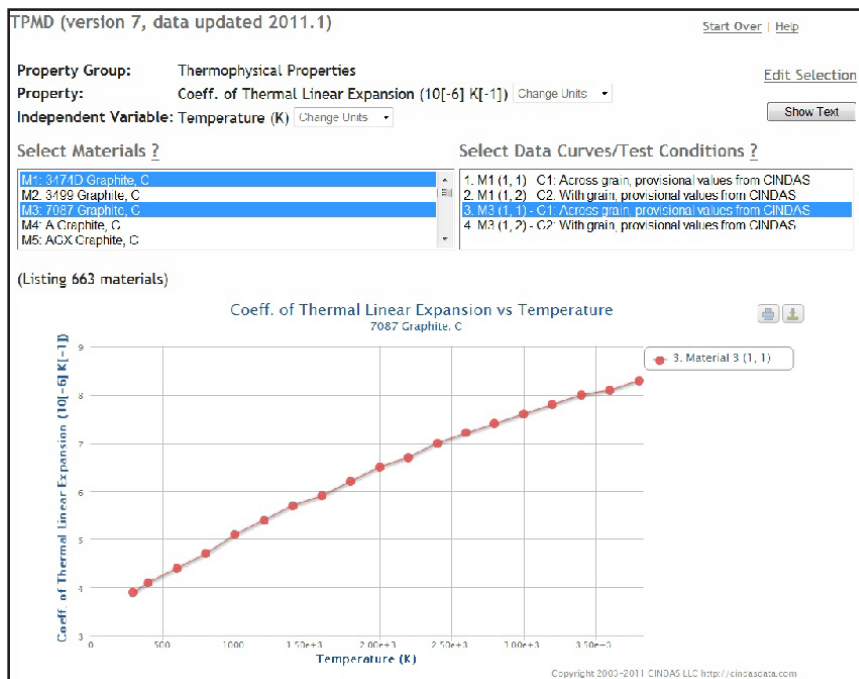 TPMD (version 7, data updated 2011.1)
Start Over | Help
Property Group: Thermophysical Properties
Edit Selection
Property: Coeff. of Thermal Linear Expansion (10[-6] K[-1]) Change Units
Independent Variable: Temperature (K) Change Units
Show Text
Select Materials ?
M1: 3474D Graphite, C
M2: 3499 Graphite, C
M3: 7087 Graphite, C
M4: A Graphite, C
M5: AGX Graphite, C
Select Data Curves/Test Conditions ?
1. M1 (1, 1) - C1: Across grain, provisional values from CINDAS
2. M1 (1, 2) - C2: With grain, provisional values from CINDAS
3. M3 (1, 1) - C1: Across grain, provisional values from CINDAS
4. M3 (1, 2) - C2: With grain, provisional values from CINDAS
(Listing 663 materials)
Coeff. of Thermal Linear Expansion vs Temperature
7087 Graphite, C
3. Material 3 (1, 1)
Coeff. of Thermal Linear Expansion (10[-6] K[-1])
9
8
7
6
5
4
3
0 500 1000 1.50e+3 2.00e+3 2.50e+3 3.00e+3 3.50e+3
Temperature (K)
Copyright 2003-2011 CINDAS LLC http://cindasdata.com